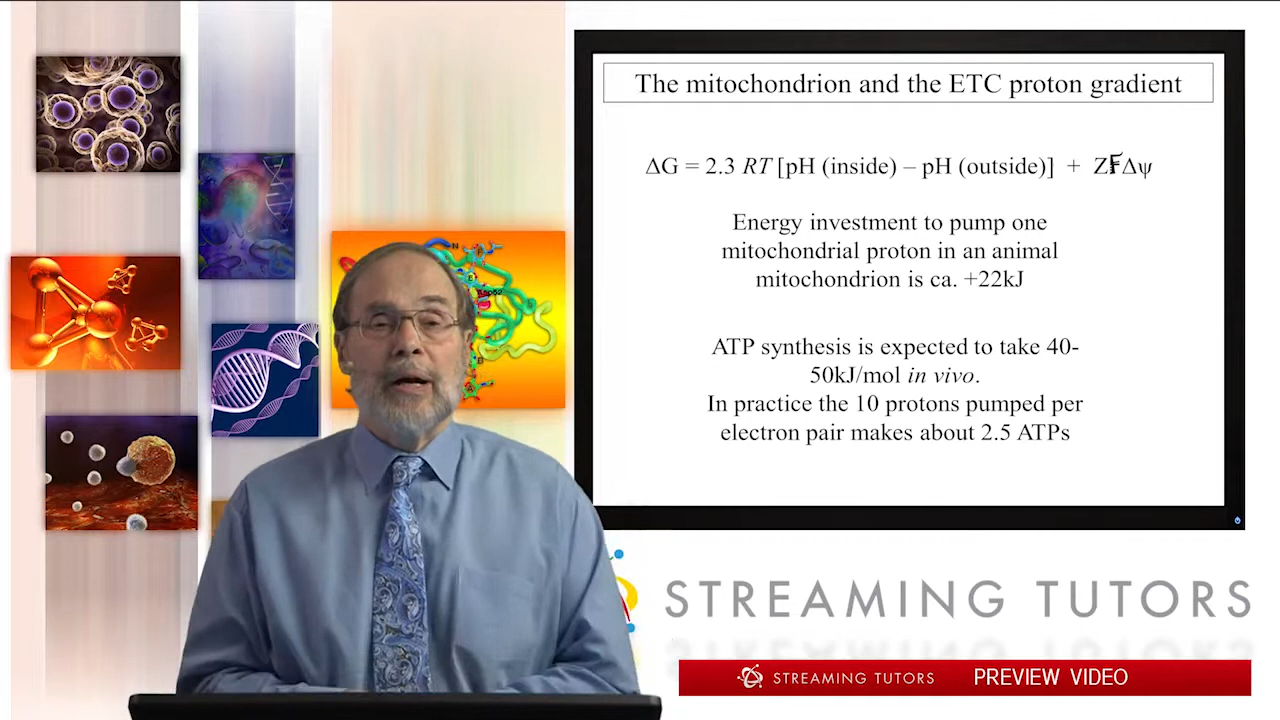 The mitochondrion and the ETC proton gradient
ΔG = 2.3 RT [pH (inside) – pH (outside)] + ZFΔψ
Energy investment to pump one
mitochondrial proton in an animal
mitochondrion is ca. +22kJ
ATP synthesis is expected to take 40-
50kJ/mol in vivo.
In practice the 10 protons pumped per
electron pair makes about 2.5 ATPs
STREAMING TUTORS
STREAMING TUTORS PREVIEW VIDEO